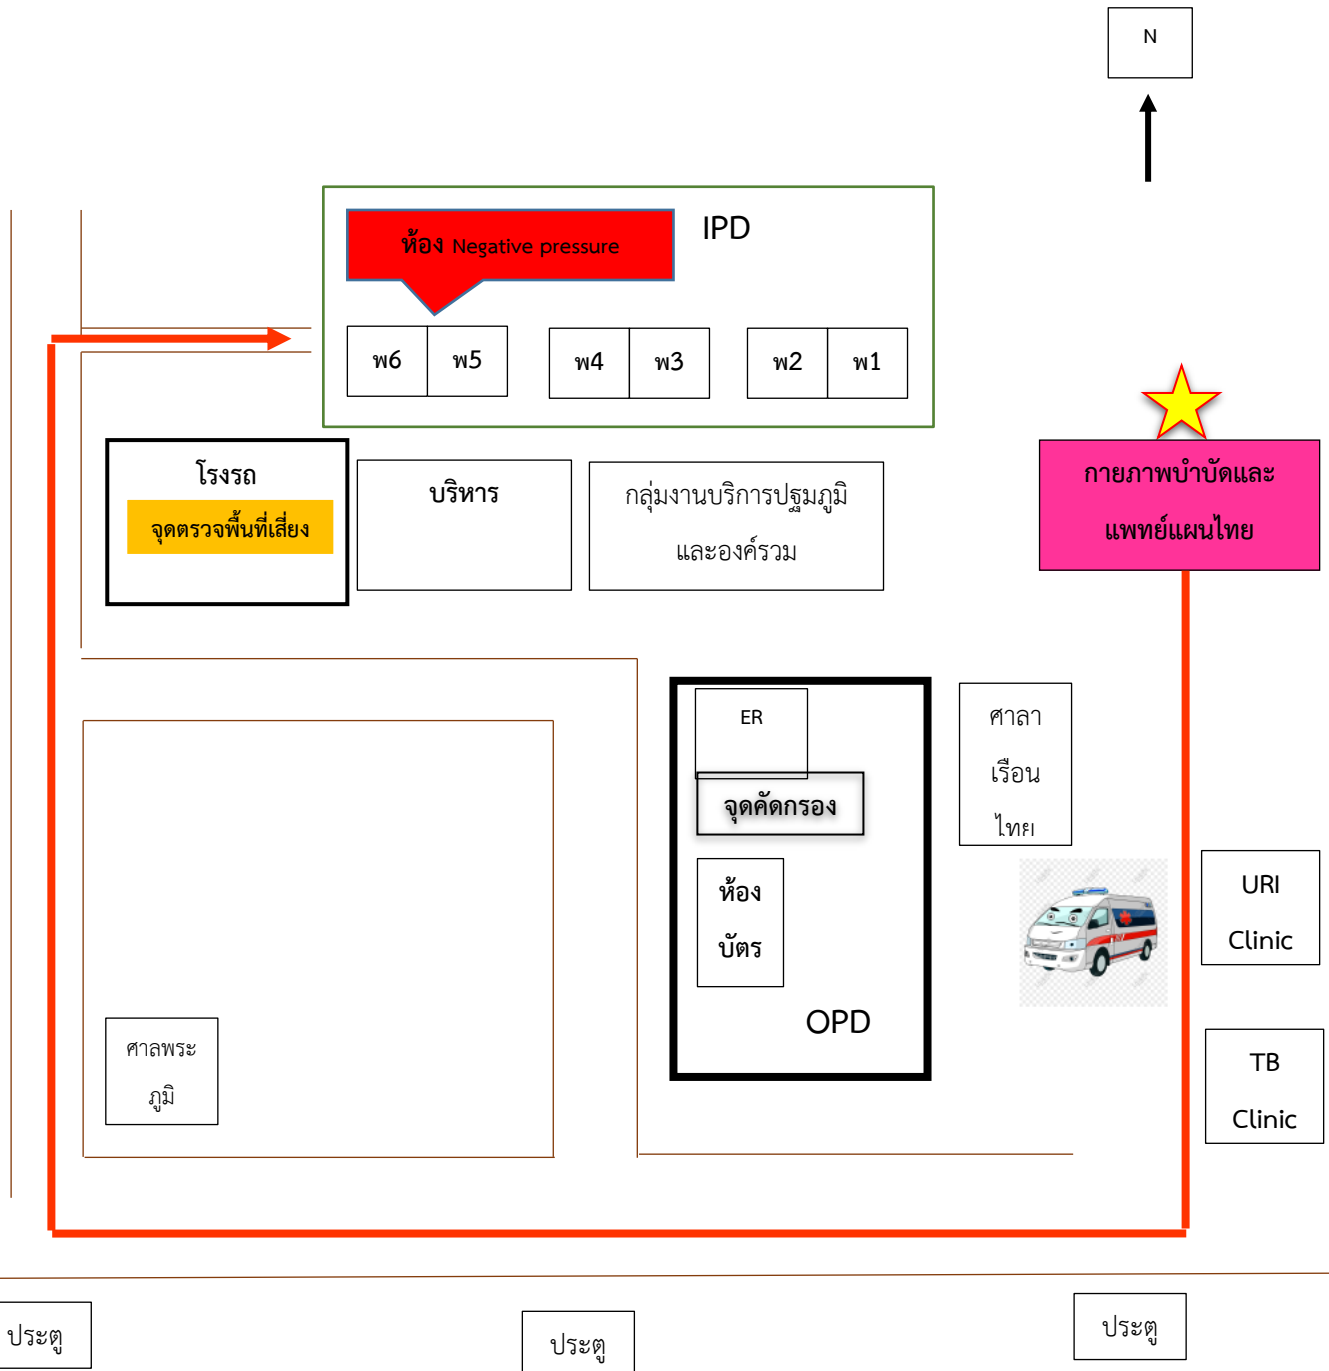 N
IPD
ห้อง Negative pressure
พ6
พ5
พ4
พ3
พ2
พ1
โรงรถ
จุดตรวจพื้นที่เสี่ยง
บริหาร
กลุ่มงานบริการปฐมภูมิ
และองค์รวม
กายภาพบำบัดและ
แพทย์แผนไทย
ER
จุดคัดกรอง
ห้อง
บัตร
OPD
ศาลา
เรือน
ไทย
URI
Clinic
TB
Clinic
ศาลพระ
ภูมิ
ประตู
ประตู
ประตู